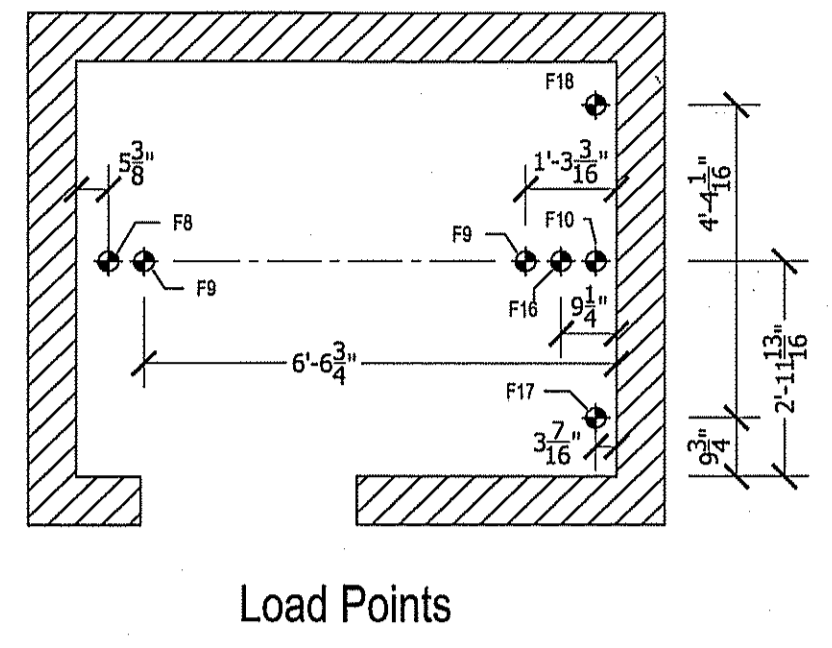 F18
5 3/8"
1'-3 3/16"
4'-4 1/16"
F8
F9
F10
F9
F16
9 1/4"
6'-6 3/4"
2'-11 13/16"
F17
3 7/16"
9 3/4"
Load Points